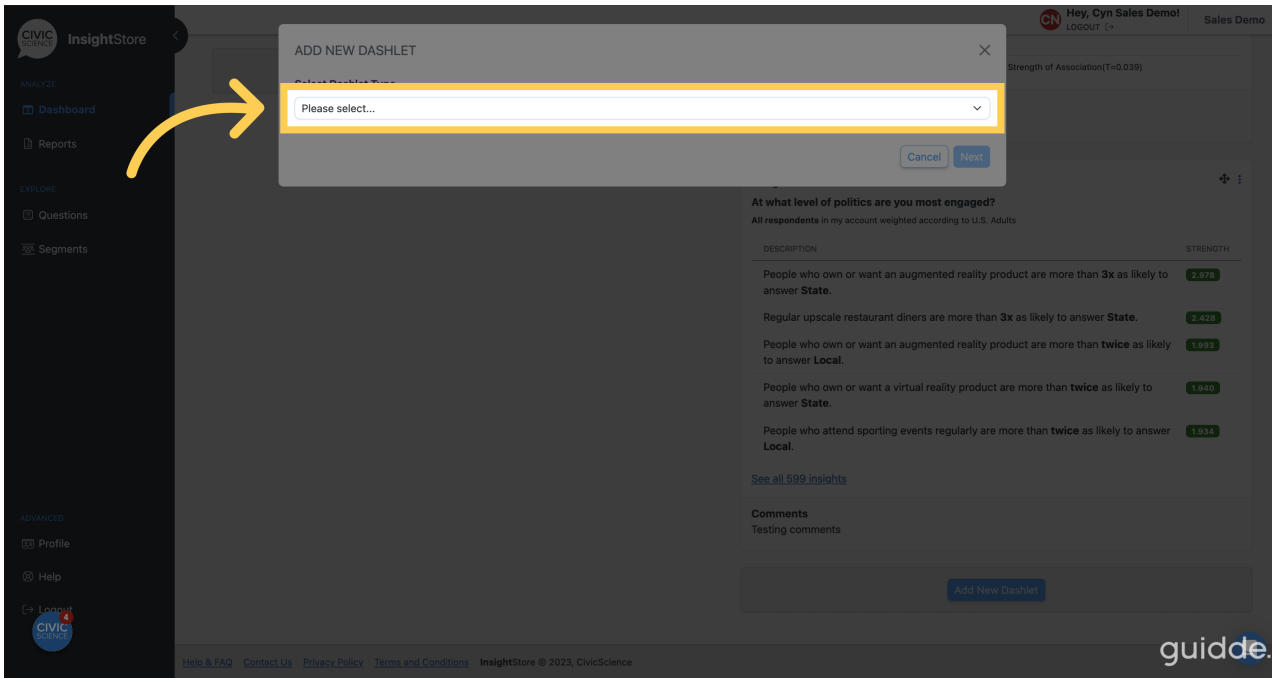 CIVIC
SCIENCE
InsightStore
Hey, Cyn Sales Demo!
CN
LOGOUT
Sales Demo
ANALYZE
Dashboard
Reports
EXPLORE
Questions
Segments
ADVANCED
Profile
Help
Logout
4
CIVIC
SCIENCE
ADD NEW DASHLET
Select Dashlet Type
Please select...
Cancel
Next
Strength of Association(T=0.039)
At what level of politics are you most engaged?
All respondents in my account weighted according to U.S. Adults
DESCRIPTION STRENGTH
People who own or want an augmented reality product are more than 3x as likely to 2.978
answer State.
Regular upscale restaurant diners are more than 3x as likely to answer State. 2.428
People who own or want an augmented reality product are more than twice as likely 1.993
to answer Local.
People who own or want a virtual reality product are more than twice as likely to 1.940
answer State.
People who attend sporting events regularly are more than twice as likely to answer 1.934
Local.
See all 599 insights
Comments
Testing comments
Add New Dashlet
Help & FAQ Contact Us Privacy Policy Terms and Conditions InsightStore © 2023, CivicScience
guidde.